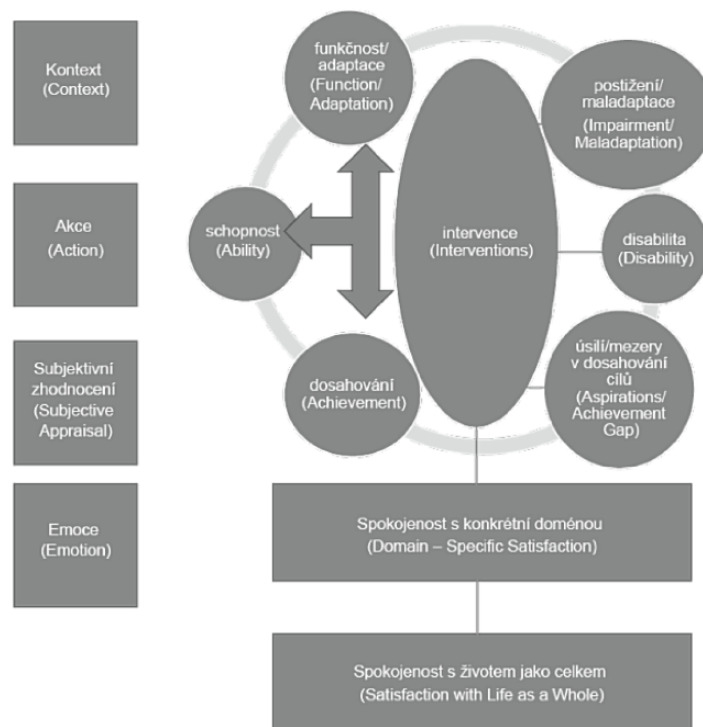 Kontext
(Context)
funkčnost/
adaptace
(Function/
Adaptation)
postižení/
maladaptace
(Impairment/
Maladaptation)
Akce
(Action)
schopnost
(Ability)
intervence
(Interventions)
disabilita
(Disability)
Subjektivní
zhodnocení
(Subjective
Appraisal)
dosahování
(Achievement)
úsilí/mezery
v dosahování
cílů
(Aspirations/
Achievement
Gap)
Emoce
(Emotion)
Spokojenost s konkrétní doménou
(Domain – Specific Satisfaction)
Spokojenost s životem jako celkem
(Satisfaction with Life as a Whole)